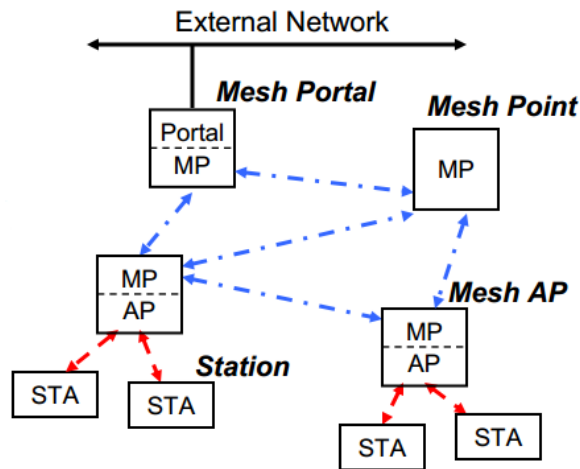 External Network
Mesh Portal
Mesh Point
Portal
MP
MP
MP
AP
Mesh AP
MP
AP
Station
STA
STA
STA
STA